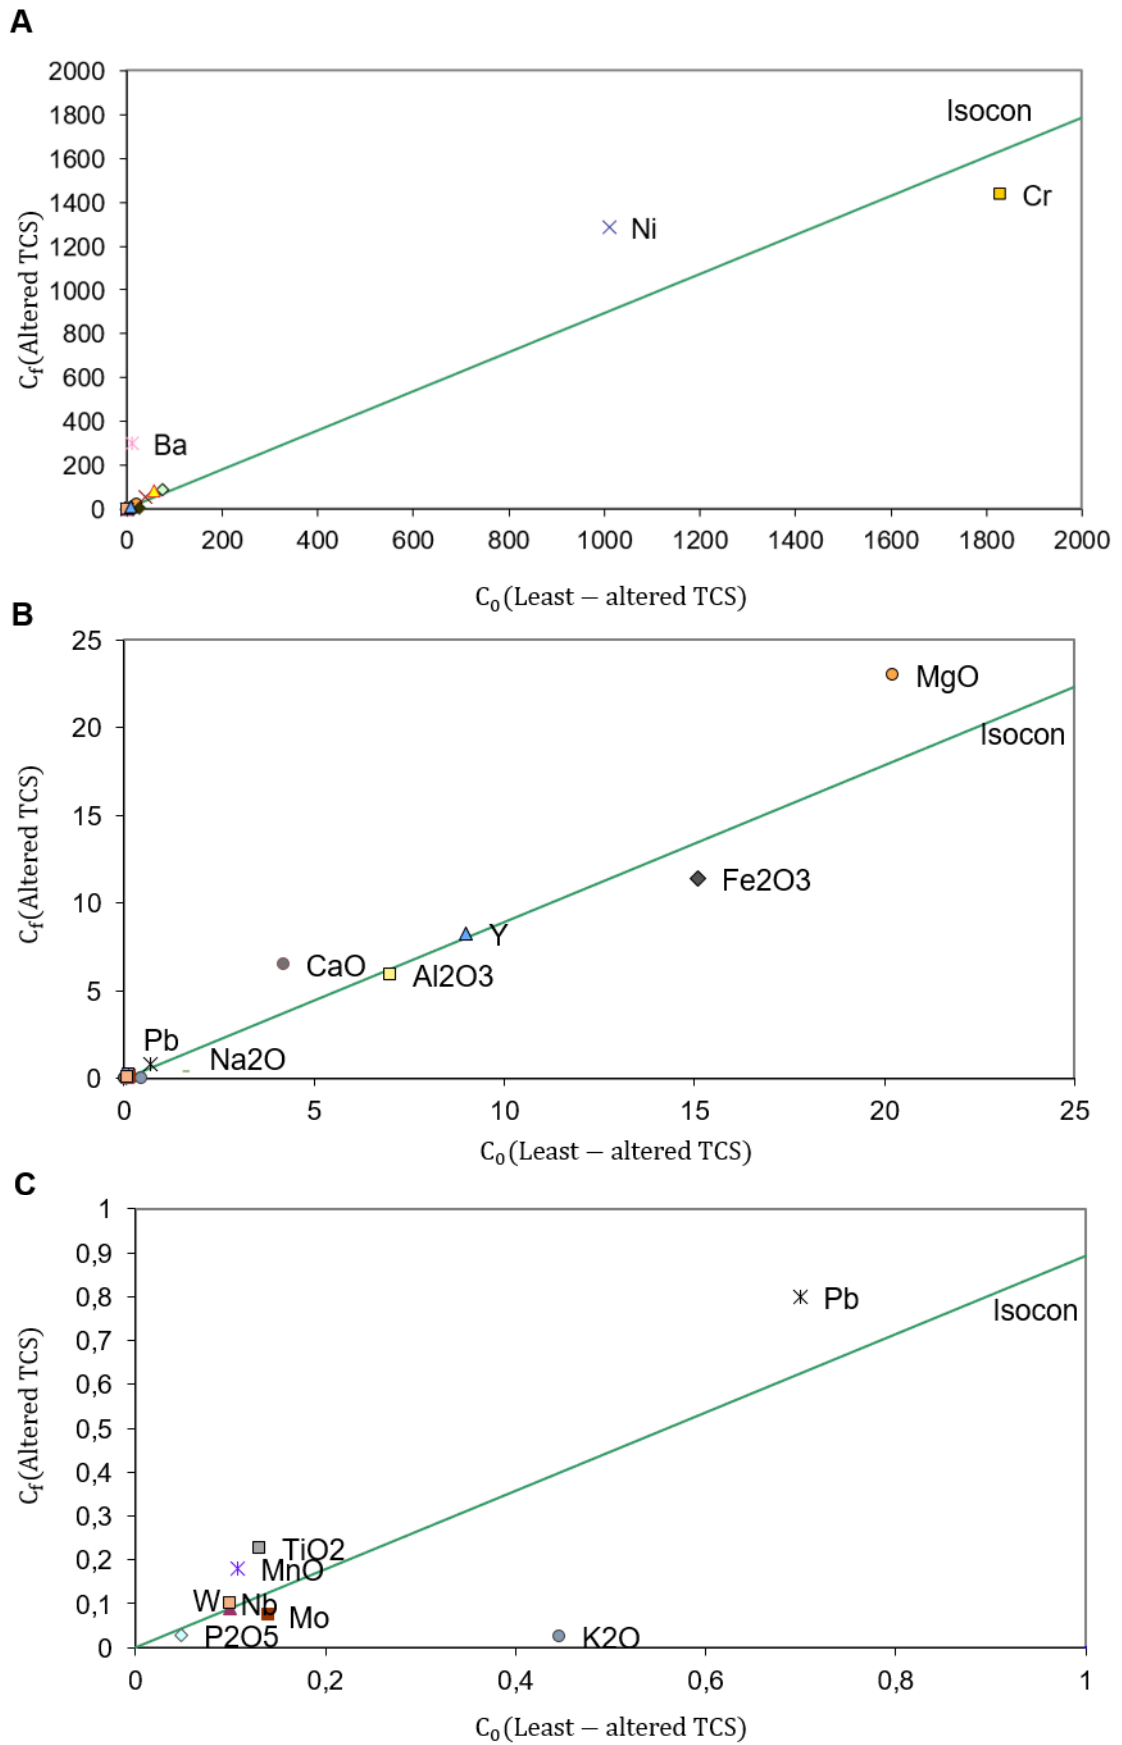 A
2000
1800
1600
1400
1200
1000
800
600
400
200
0
Cf(Altered TCS)
Isocon
Cr
Ni
Ba
0 200 400 600 800 1000 1200 1400 1600 1800 2000
C0(Least − altered TCS)
B
25
20
15
10
5
0
Cf(Altered TCS)
MgO
Isocon
Fe2O3
Y
CaO
Al2O3
Pb
Na2O
0 5 10 15 20 25
C0(Least − altered TCS)
C
1
0,9
0,8
0,7
0,6
0,5
0,4
0,3
0,2
0,1
0
Cf(Altered TCS)
Pb
Isocon
TiO2
MnO
W
Nb
Mo
P2O5
K2O
0 0,2 0,4 0,6 0,8 1
C0(Least − altered TCS)